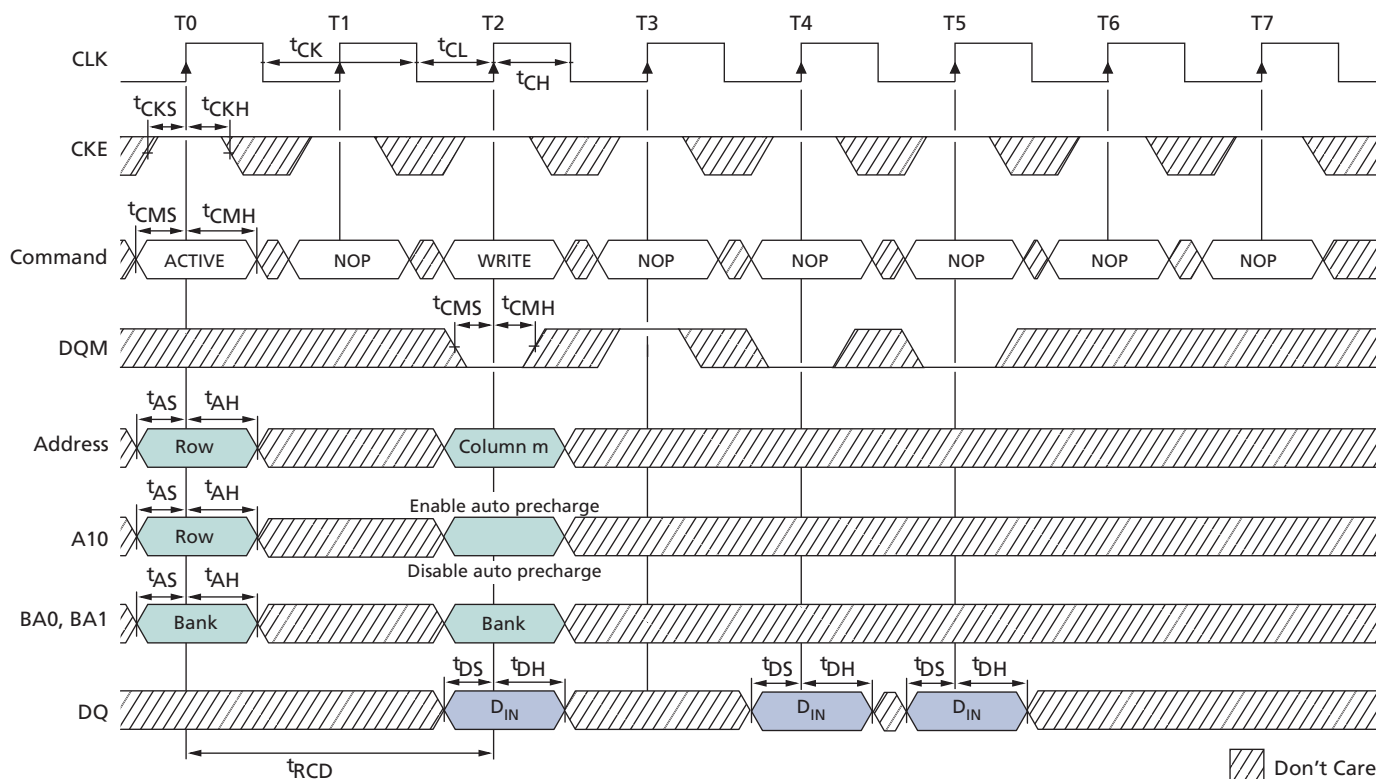 T0 T1 T2 T3 T4 T5 T6 T7
CLK
tCK
tCL
tCH
tCKS tCKH
CKE
tCMS tCMH
Command
ACTIVE NOP WRITE NOP NOP NOP NOP NOP
tCMS tCMH
DQM
tAS tAH
Address
Row Column m
tAS tAH
Enable auto precharge
A10
Row
Disable auto precharge
tAS tAH
BA0, BA1
Bank Bank
tDS tDH tDS tDH tDS tDH
DQ
DIN DIN DIN
tRCD
Don't Care